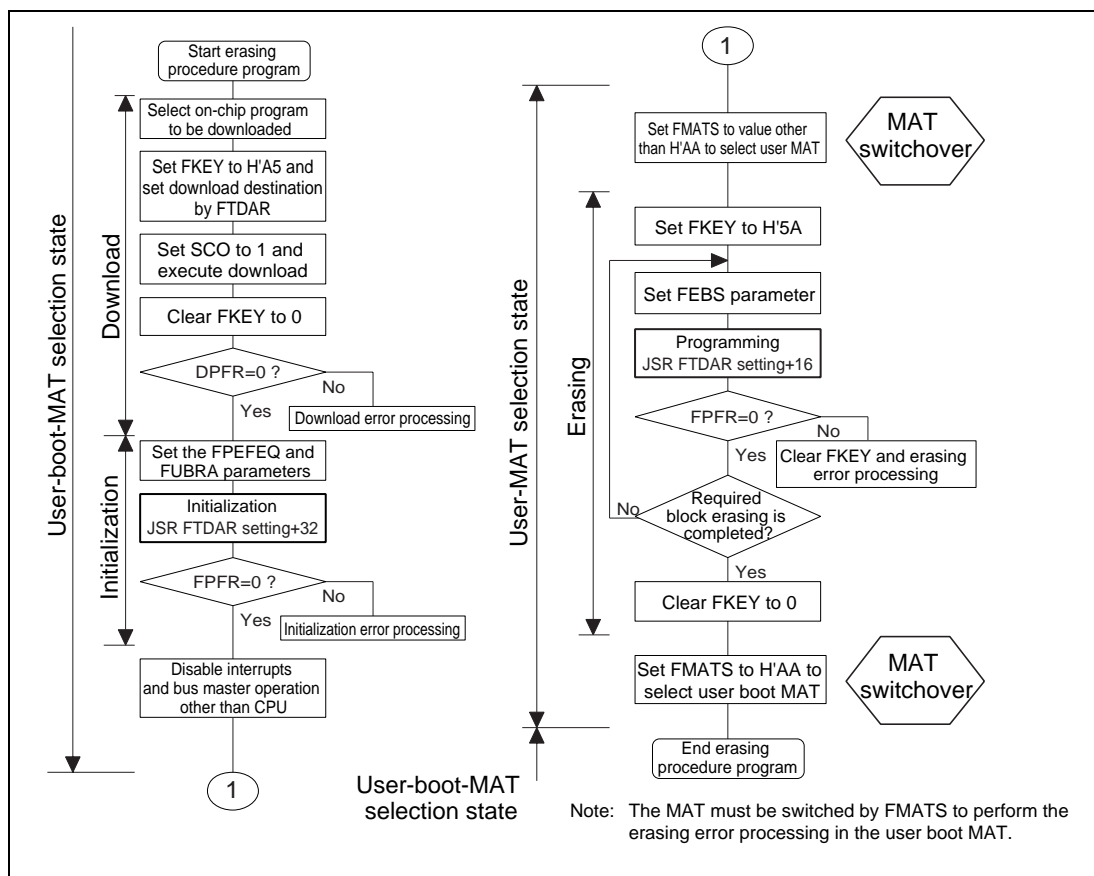 User-boot-MAT selection state
Start erasing
procedure program
Download
Select on-chip program
to be downloaded
Set FKEY to H'A5 and
set download destination
by FTDAR
Set SCO to 1 and
execute download
Clear FKEY to 0
DPFR=0 ?
No
Yes
Download error processing
Initialization
Set the FPEFEQ and
FUBRA parameters
Initialization
JSR FTDAR setting+32
FPFR=0 ?
No
Yes
Initialization error processing
Disable interrupts
and bus master operation
other than CPU
1
1
User-MAT selection state
Set FMATS to value other
than H'AA to select user MAT
MAT
switchover
Erasing
Set FKEY to H'5A
Set FEBS parameter
Programming
JSR FTDAR setting+16
FPFR=0 ?
No
Yes
Clear FKEY and erasing
error processing
Required
block erasing is
completed?
No
Yes
Clear FKEY to 0
Set FMATS to H'AA to
select user boot MAT
MAT
switchover
End erasing
procedure program
User-boot-MAT
selection state
Note: The MAT must be switched by FMATS to perform the
erasing error processing in the user boot MAT.